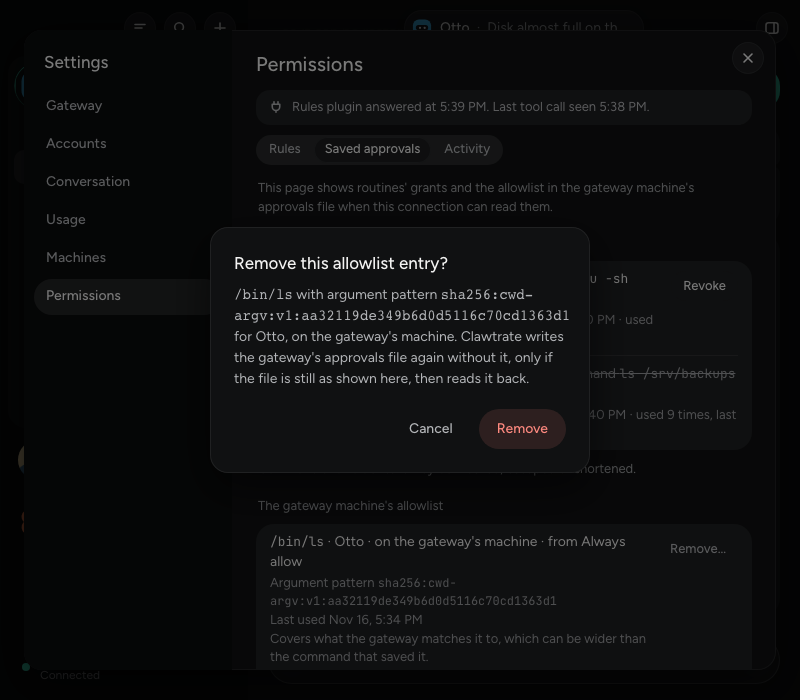 Otto · Disk almost full on th...
Settings
Gateway
Accounts
Conversation
Usage
Machines
Permissions
Permissions
Rules plugin answered at 5:39 PM. Last tool call seen 5:38 PM.
Rules Saved approvals Activity
This page shows routines' grants and the allowlist in the gateway machine's
approvals file when this connection can read them.
-sh
Revoke
PM · used
ls /srv/backups
40 PM · used 9 times, last
shortened.
Remove this allowlist entry?
/bin/ls with argument pattern sha256:cwd-
argv:v1:aa32119de349b6d0d5116c70cd1363d1
for Otto, on the gateway's machine. Clawtrate writes
the gateway's approvals file again without it, only if
the file is still as shown here, then reads it back.
Cancel Remove
The gateway machine's allowlist
/bin/ls · Otto · on the gateway's machine · from Always
allow
Remove...
Argument pattern sha256:cwd-
argv:v1:aa32119de349b6d0d5116c70cd1363d1
Last used Nov 16, 5:34 PM
Covers what the gateway matches it to, which can be wider than
the command that saved it.
Connected